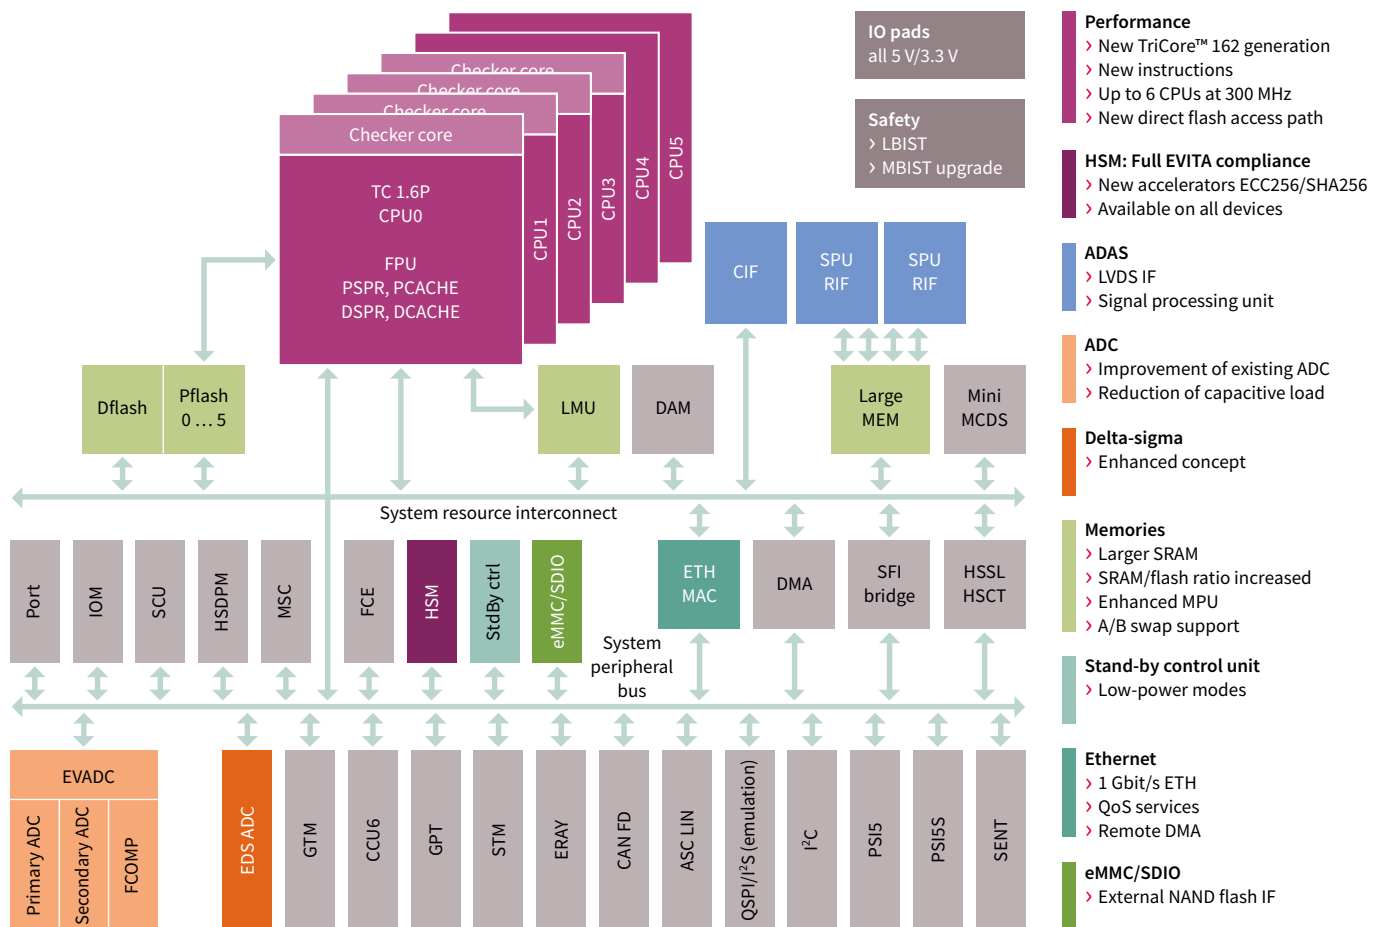 Checker core
Checker core
Checker core
Checker core
TC 1.6P
CPU0
FPU
PSPR, PCACHE
DSPR, DCACHE
CPU1
CPU2
CPU3
CPU4
CPU5
IO pads
all 5 V/3.3 V
Safety
› LBIST
› MBIST upgrade
CIF
SPU
RIF
SPU
RIF
Dflash
Pflash
0 … 5
LMU
DAM
Large
MEM
Mini
MCDS
System resource interconnect
Port
IOM
SCU
HSDPM
MSC
FCE
HSM
StdBy ctrl
eMMC/SDIO
ETH
MAC
DMA
SFI
bridge
HSSL
HSCT
System
peripheral
bus
EVADC
Primary ADC
Secondary ADC
FCOMP
EDS ADC
GTM
CCU6
GPT
STM
ERAY
CAN FD
ASC LIN
QSPI/I²S (emulation)
I²C
PSI5
PSI5S
SENT
Performance
› New TriCore™ 162 generation
› New instructions
› Up to 6 CPUs at 300 MHz
› New direct flash access path
HSM: Full EVITA compliance
› New accelerators ECC256/SHA256
› Available on all devices
ADAS
› LVDS IF
› Signal processing unit
ADC
› Improvement of existing ADC
› Reduction of capacitive load
Delta-sigma
› Enhanced concept
Memories
› Larger SRAM
› SRAM/flash ratio increased
› Enhanced MPU
› A/B swap support
Stand-by control unit
› Low-power modes
Ethernet
› 1 Gbit/s ETH
› QoS services
› Remote DMA
eMMC/SDIO
› External NAND flash IF